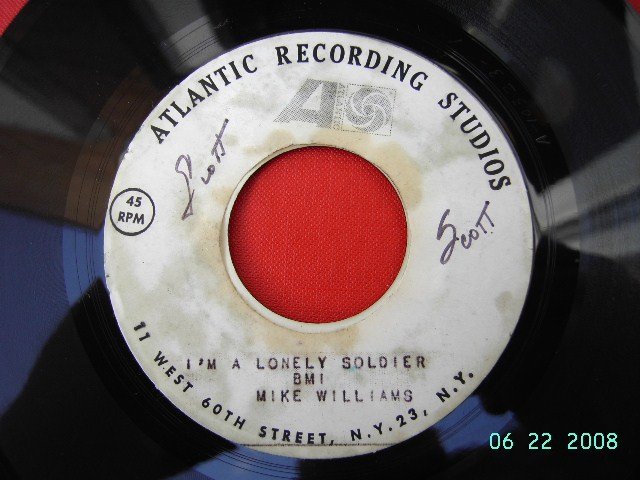 ATLANTIC RECORDING STUDIOS
A
Scott
45
RPM
Scott
I'M A LONELY SOLDIER
BMI
MIKE WILLIAMS
11 WEST 60TH STREET, N.Y. 23, N.Y.
06 22 2008